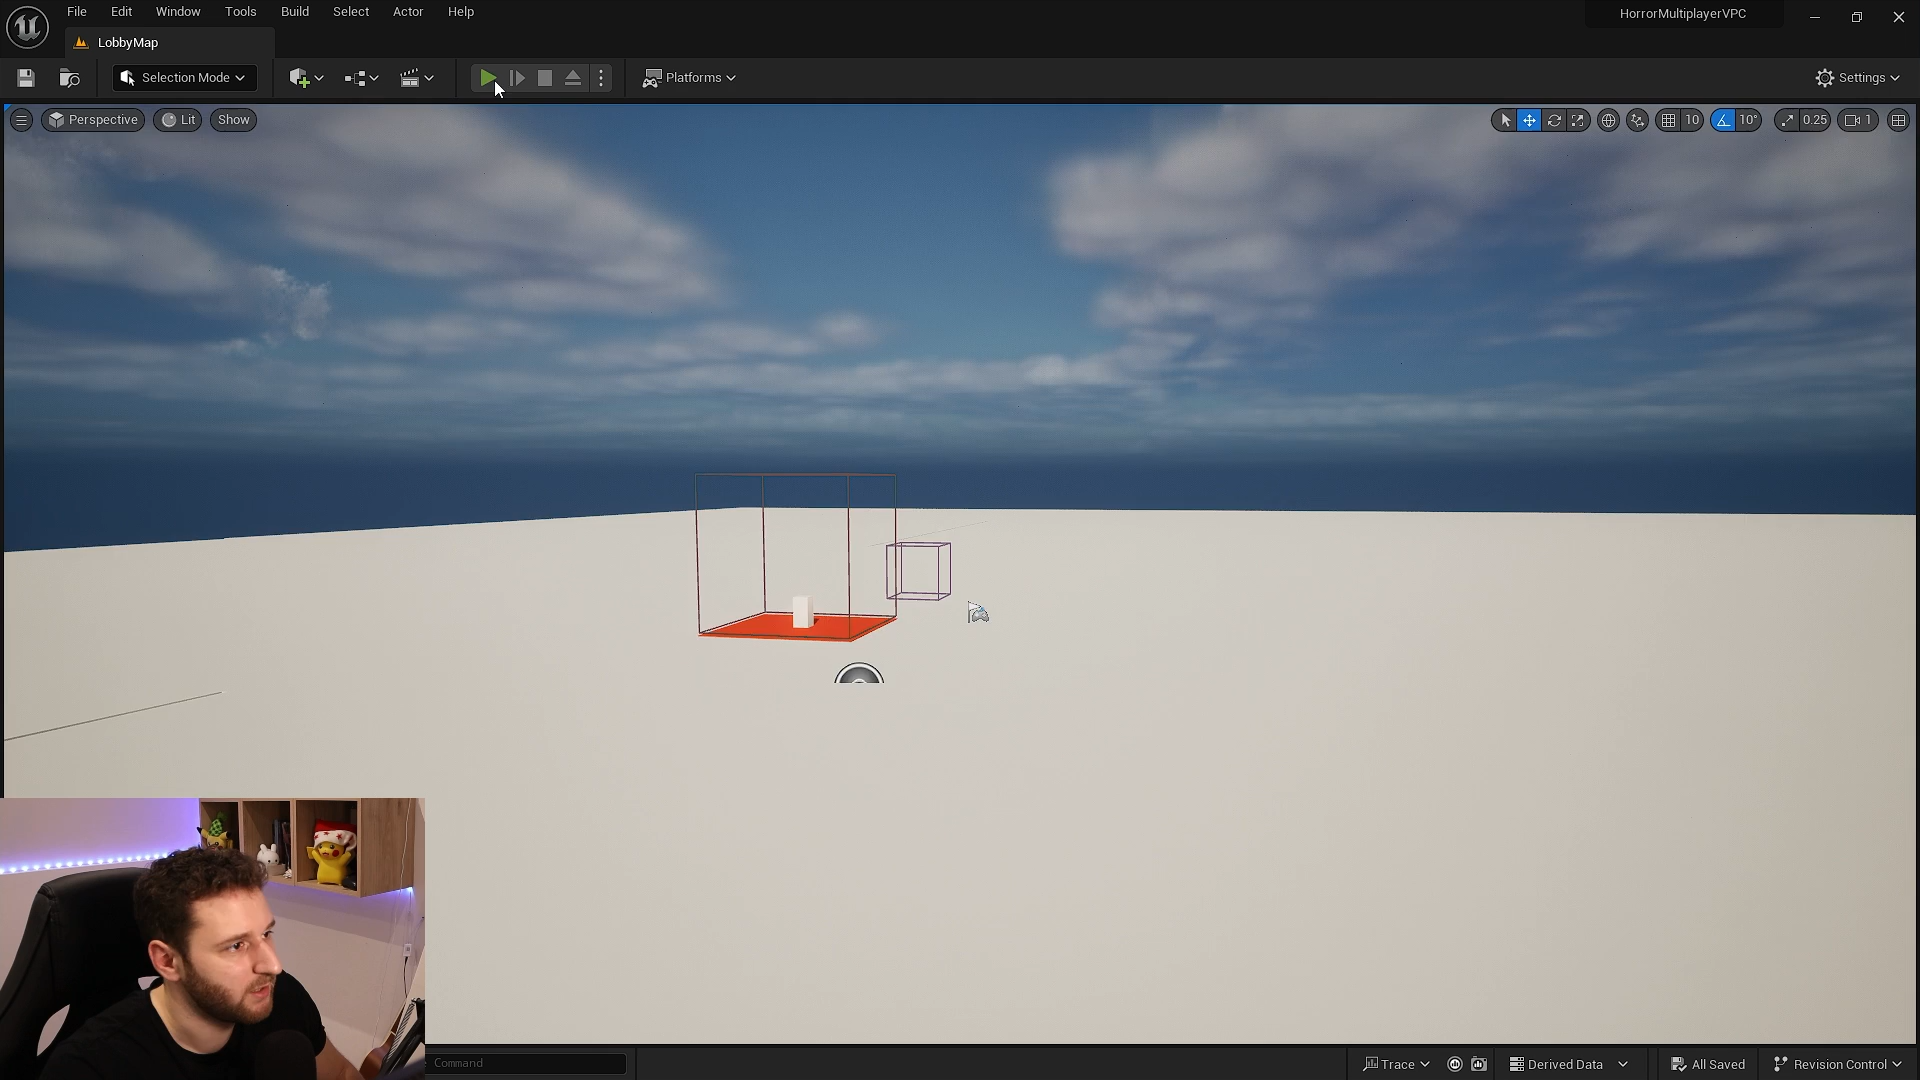 File Edit Window Tools Build Select Actor Help
HorrorMultiplayerVPC
LobbyMap
Selection Mode
Platforms
Settings
Perspective Lit Show
10 10° 0.25 1
Command
Trace Derived Data All Saved Revision Control